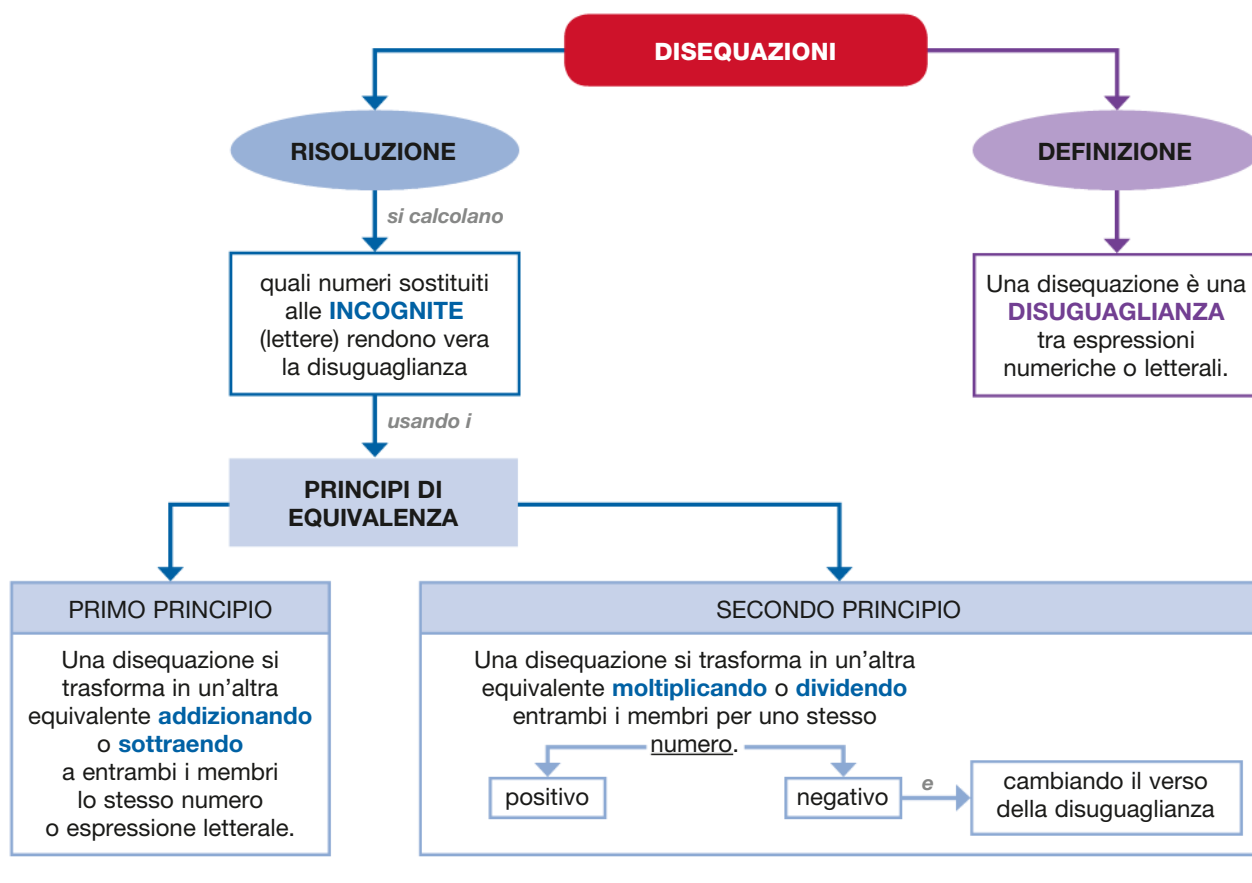 DISEQUAZIONI
RISOLUZIONE
si calcolano
quali numeri sostituiti
alle INCOGNITE
(lettere) rendono vera
la disuguaglianza
usando i
PRINCIPI DI
EQUIVALENZA
PRIMO PRINCIPIO
Una disequazione si
trasforma in un’altra
equivalente addizionando
o sottraendo
a entrambi i membri
lo stesso numero
o espressione letterale.
SECONDO PRINCIPIO
Una disequazione si trasforma in un’altra
equivalente moltiplicando o dividendo
entrambi i membri per uno stesso
numero.
positivo
negativo
e
cambiando il verso
della disuguaglianza
DEFINIZIONE
Una disequazione è una
DISUGUAGLIANZA
tra espressioni
numeriche o letterali.